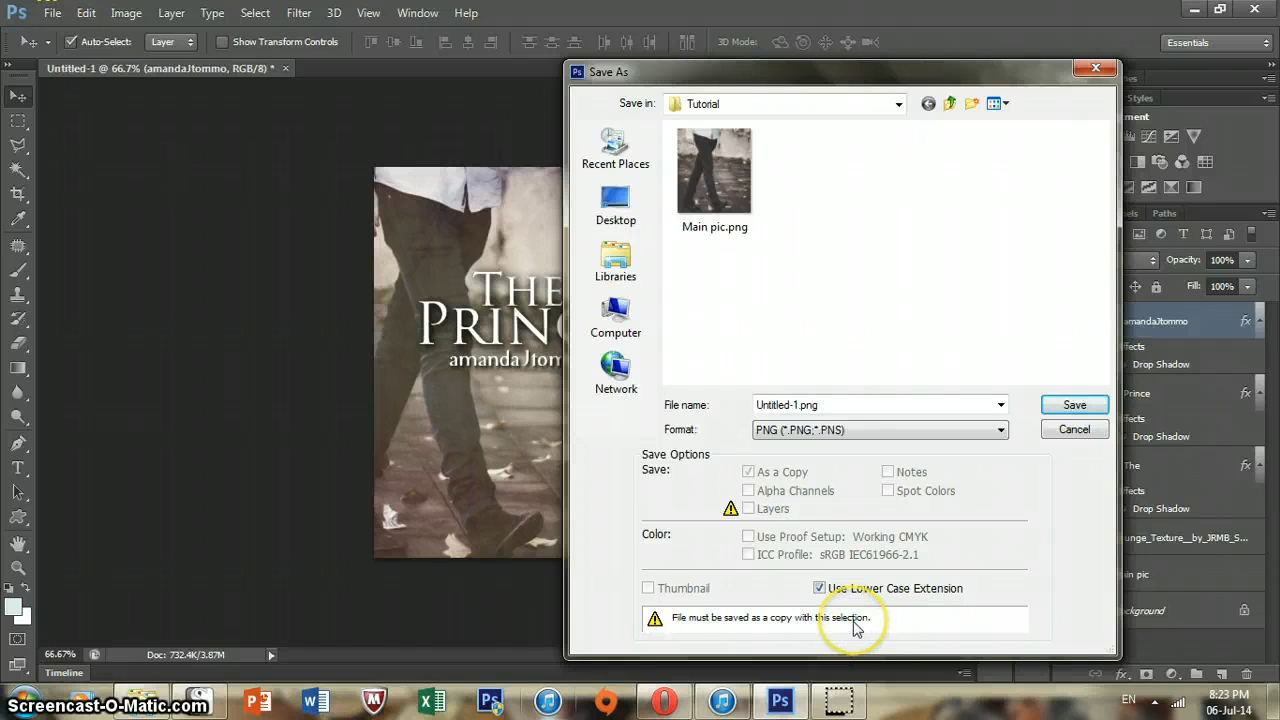 Ps File Edit Image Layer Type Select Filter 3D View Window Help
Auto-Select: Layer Show Transform Controls 3D Mode: Essentials
Untitled-1 @ 66.7% (amandaJtommo, RGB/8) * ×
Ps Save As
Save in: Tutorial
Styles
Recent Places
Desktop
Libraries
Computer
Network
Main pic.png
Paths
Opacity: 100%
Fill: 100%
amandaJtommo fx
Drop Shadow
Prince fx
Drop Shadow
The fx
Drop Shadow
unge_Texture__by_JRMB_S...
ain pic
The
Princ
amandaJtom
File name: Untitled-1.png Save
Format: PNG (*.PNG;*.PNS) Cancel
Save Options
Save: As a Copy Notes
Alpha Channels Spot Colors
Layers
Color: Use Proof Setup: Working CMYK
ICC Profile: sRGB IEC61966-2.1
Thumbnail Use Lower Case Extension
File must be saved as a copy with this selection.
66.67% Doc: 732.4K/3.87M
Timeline
EN 8:23 PM
06-Jul-14
Screencast-O-Matic.com